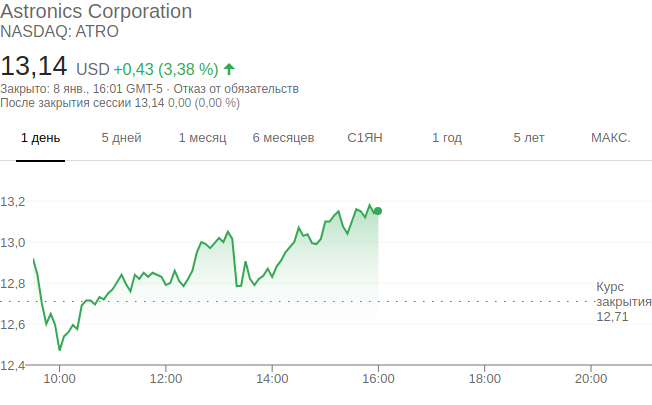 Astronics Corporation
NASDAQ: ATRO
13,14 USD +0,43 (3,38 %)
Закрыто: 8 янв., 16:01 GMT-5 · Отказ от обязательств
После закрытия сессии 13,14 0,00 (0,00 %)
1 день 5 дней 1 месяц 6 месяцев С1ЯН 1 год 5 лет МАКС.
13,2
13,0
12,8
Курс
закрытия
12,71
12,6
12,4
10:00 12:00 14:00 16:00 18:00 20:00